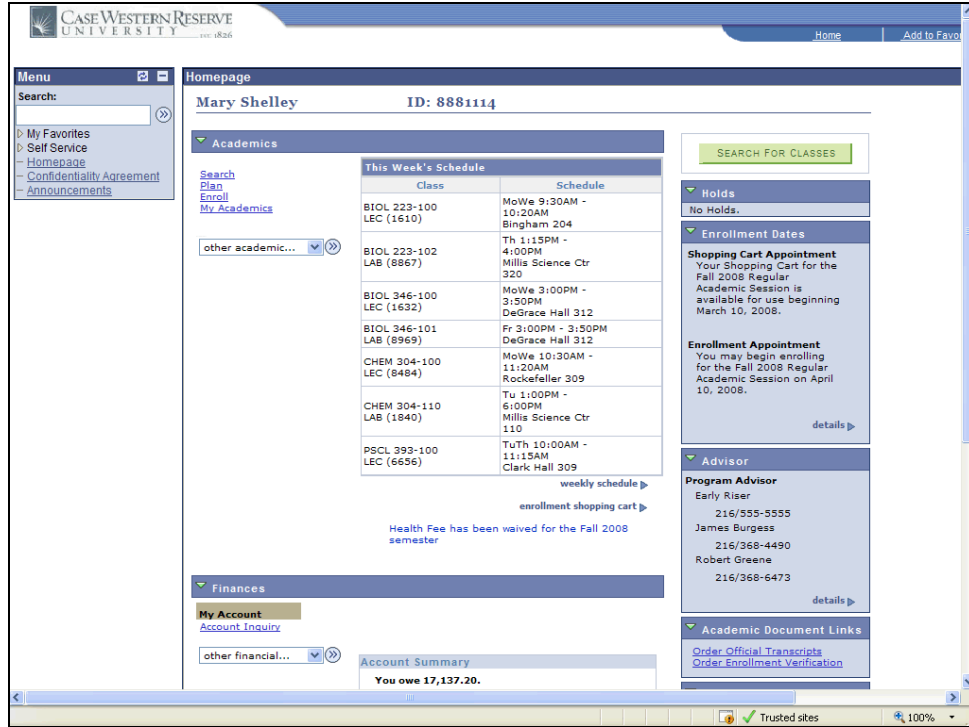 CASE WESTERN RESERVE
UNIVERSITY EST. 1826
Home
Add to Favor
Menu
Search:
My Favorites
Self Service
Homepage
Confidentiality Agreement
Announcements
Homepage
Mary Shelley ID: 8881114
Academics
Search
Plan
Enroll
My Academics
other academic...
This Week's Schedule
Class Schedule
BIOL 223-100
LEC (1610)
MoWe 9:30AM -
10:20AM
Bingham 204
BIOL 223-102
LAB (8867)
Th 1:15PM -
4:00PM
Millis Science Ctr
320
BIOL 346-100
LEC (1632)
MoWe 3:00PM -
3:50PM
DeGrace Hall 312
BIOL 346-101
LAB (8969)
Fr 3:00PM - 3:50PM
DeGrace Hall 312
CHEM 304-100
LEC (8484)
MoWe 10:30AM -
11:20AM
Rockefeller 309
CHEM 304-110
LAB (1840)
Tu 1:00PM -
6:00PM
Millis Science Ctr
110
PSCL 393-100
LEC (6656)
TuTh 10:00AM -
11:15AM
Clark Hall 309
weekly schedule
enrollment shopping cart
Health Fee has been waived for the Fall 2008
semester
Finances
My Account
Account Inquiry
other financial...
Account Summary
You owe 17,137.20.
SEARCH FOR CLASSES
Holds
No Holds.
Enrollment Dates
Shopping Cart Appointment
Your Shopping Cart for the
Fall 2008 Regular
Academic Session is
available for use beginning
March 10, 2008.
Enrollment Appointment
You may begin enrolling
for the Fall 2008 Regular
Academic Session on April
10, 2008.
details
Advisor
Program Advisor
Early Riser
216/555-5555
James Burgess
216/368-4490
Robert Greene
216/368-6473
details
Academic Document Links
Order Official Transcripts
Order Enrollment Verification
Trusted sites
100%